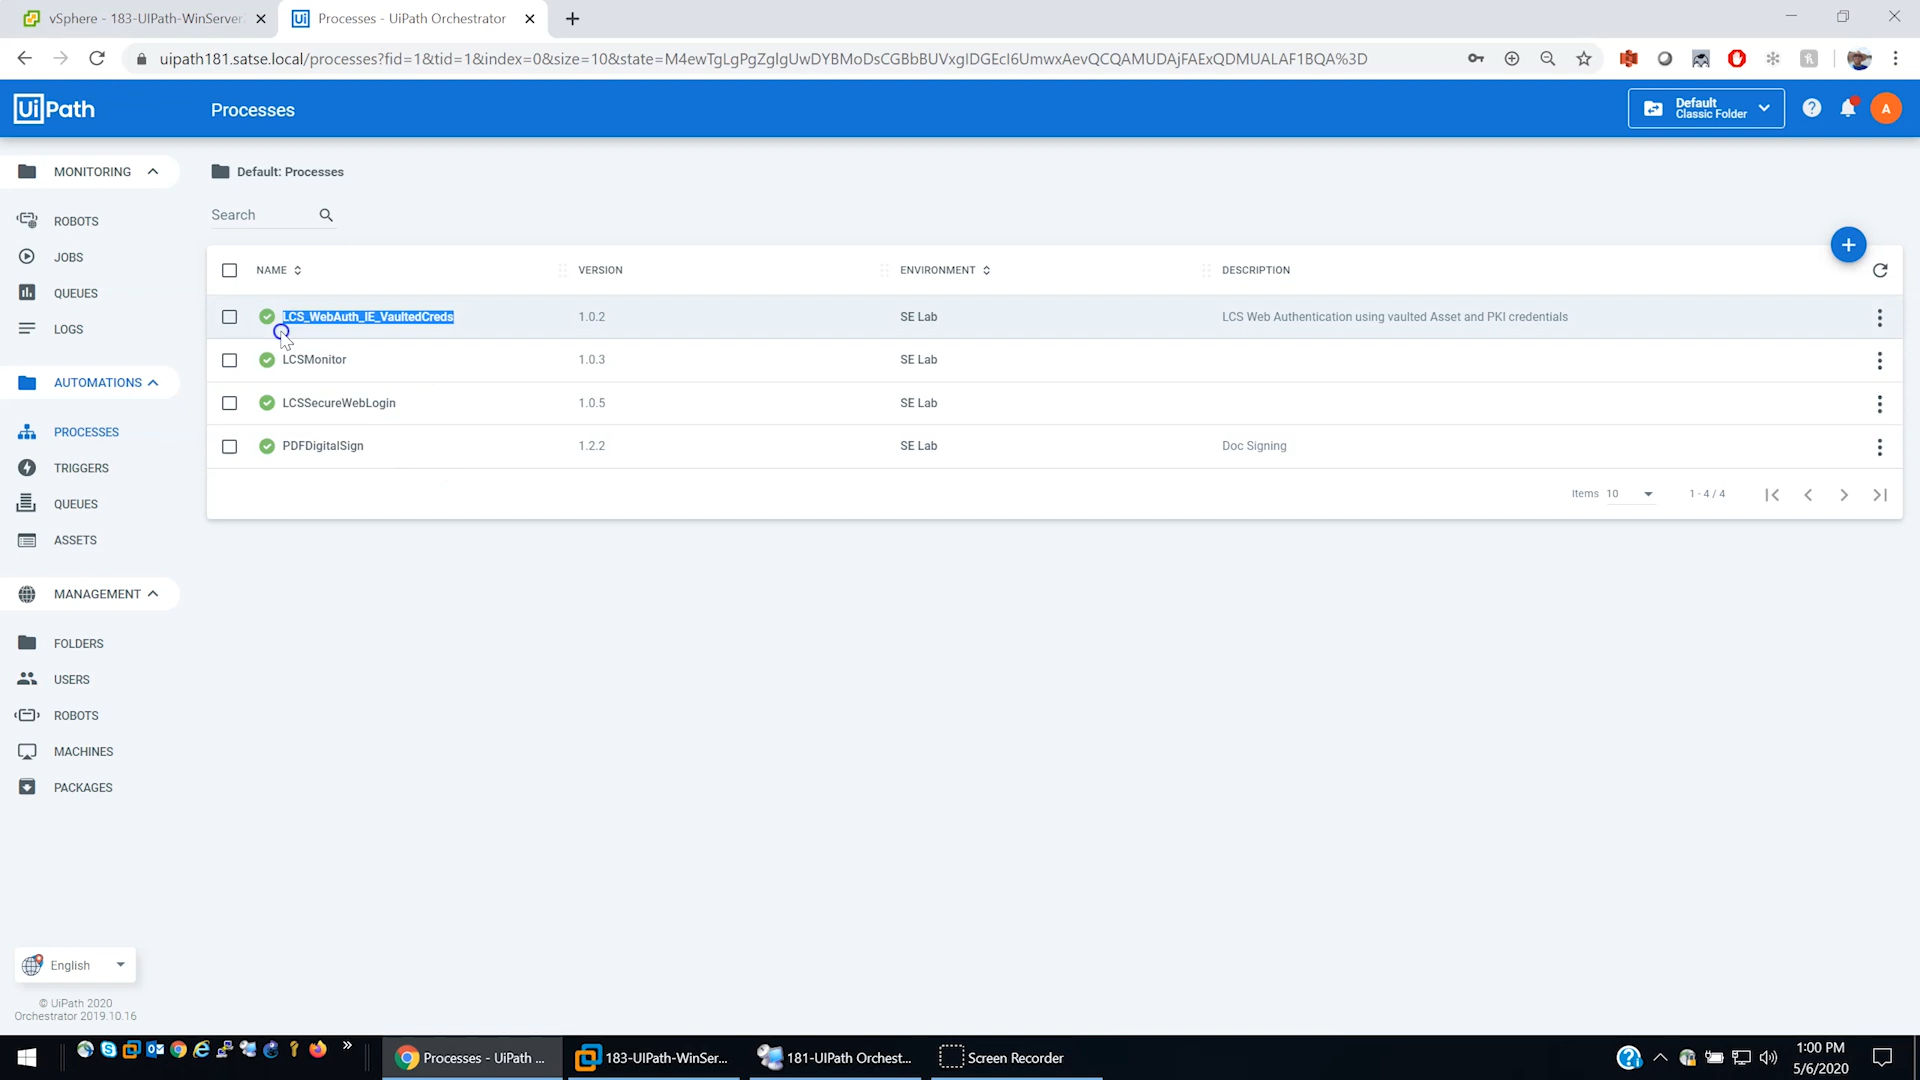 vSphere - 183-UIPath-WinServer
Processes - UiPath Orchestrator
uipath181.satse.local/processes?fid=1&tid=1&index=0&size=10&state=M4ewTgLgPgZglgUwDYBMoDsCGBbBUVxgIDGEcI6UmwxAevQCQAMUDAjFAExQDMUALAF1BQA%3D
UiPath
Processes
Default
Classic Folder
A
MONITORING
ROBOTS
JOBS
QUEUES
LOGS
AUTOMATIONS
PROCESSES
TRIGGERS
QUEUES
ASSETS
MANAGEMENT
FOLDERS
USERS
ROBOTS
MACHINES
PACKAGES
Default: Processes
Search
NAME VERSION ENVIRONMENT DESCRIPTION
LCS_WebAuth_IE_VaultedCreds 1.0.2 SE Lab LCS Web Authentication using vaulted Asset and PKI credentials
LCSMonitor 1.0.3 SE Lab
LCSSecureWebLogin 1.0.5 SE Lab
PDFDigitalSign 1.2.2 SE Lab Doc Signing
Items 10 1 - 4 / 4
English
© UiPath 2020
Orchestrator 2019.10.16
Processes - UiPath ...
183-UIPath-WinSer...
181-UIPath Orchest...
Screen Recorder
1:00 PM
5/6/2020